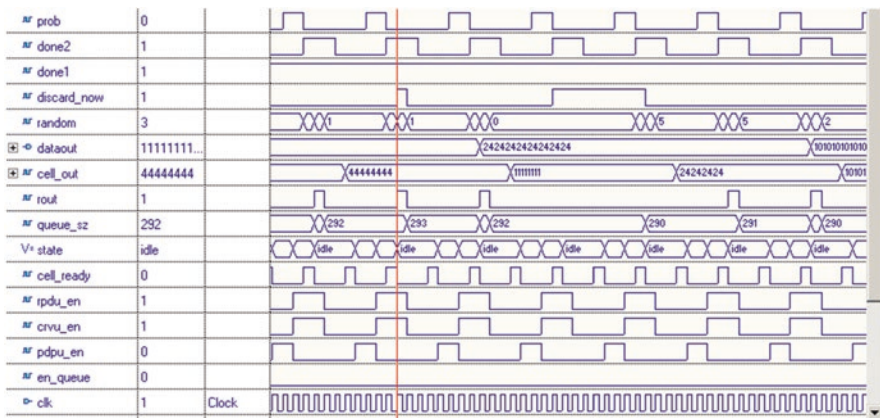 prob 0
done2 1
done1 1
discard_now 1
random 3 1 1 0 5 5 2
dataout 11111111... 2424242424242424 1010101010101
cell_out 44444444 44444444 11111111 24242424 10101
rout 1
queue_sz 292 292 293 292 290 291 290
state idle idle idle idle idle idle idle idle
cell_ready 0
rpdu_en 1
crvu_en 1
pdpu_en 0
en_queue 0
clk 1 Clock